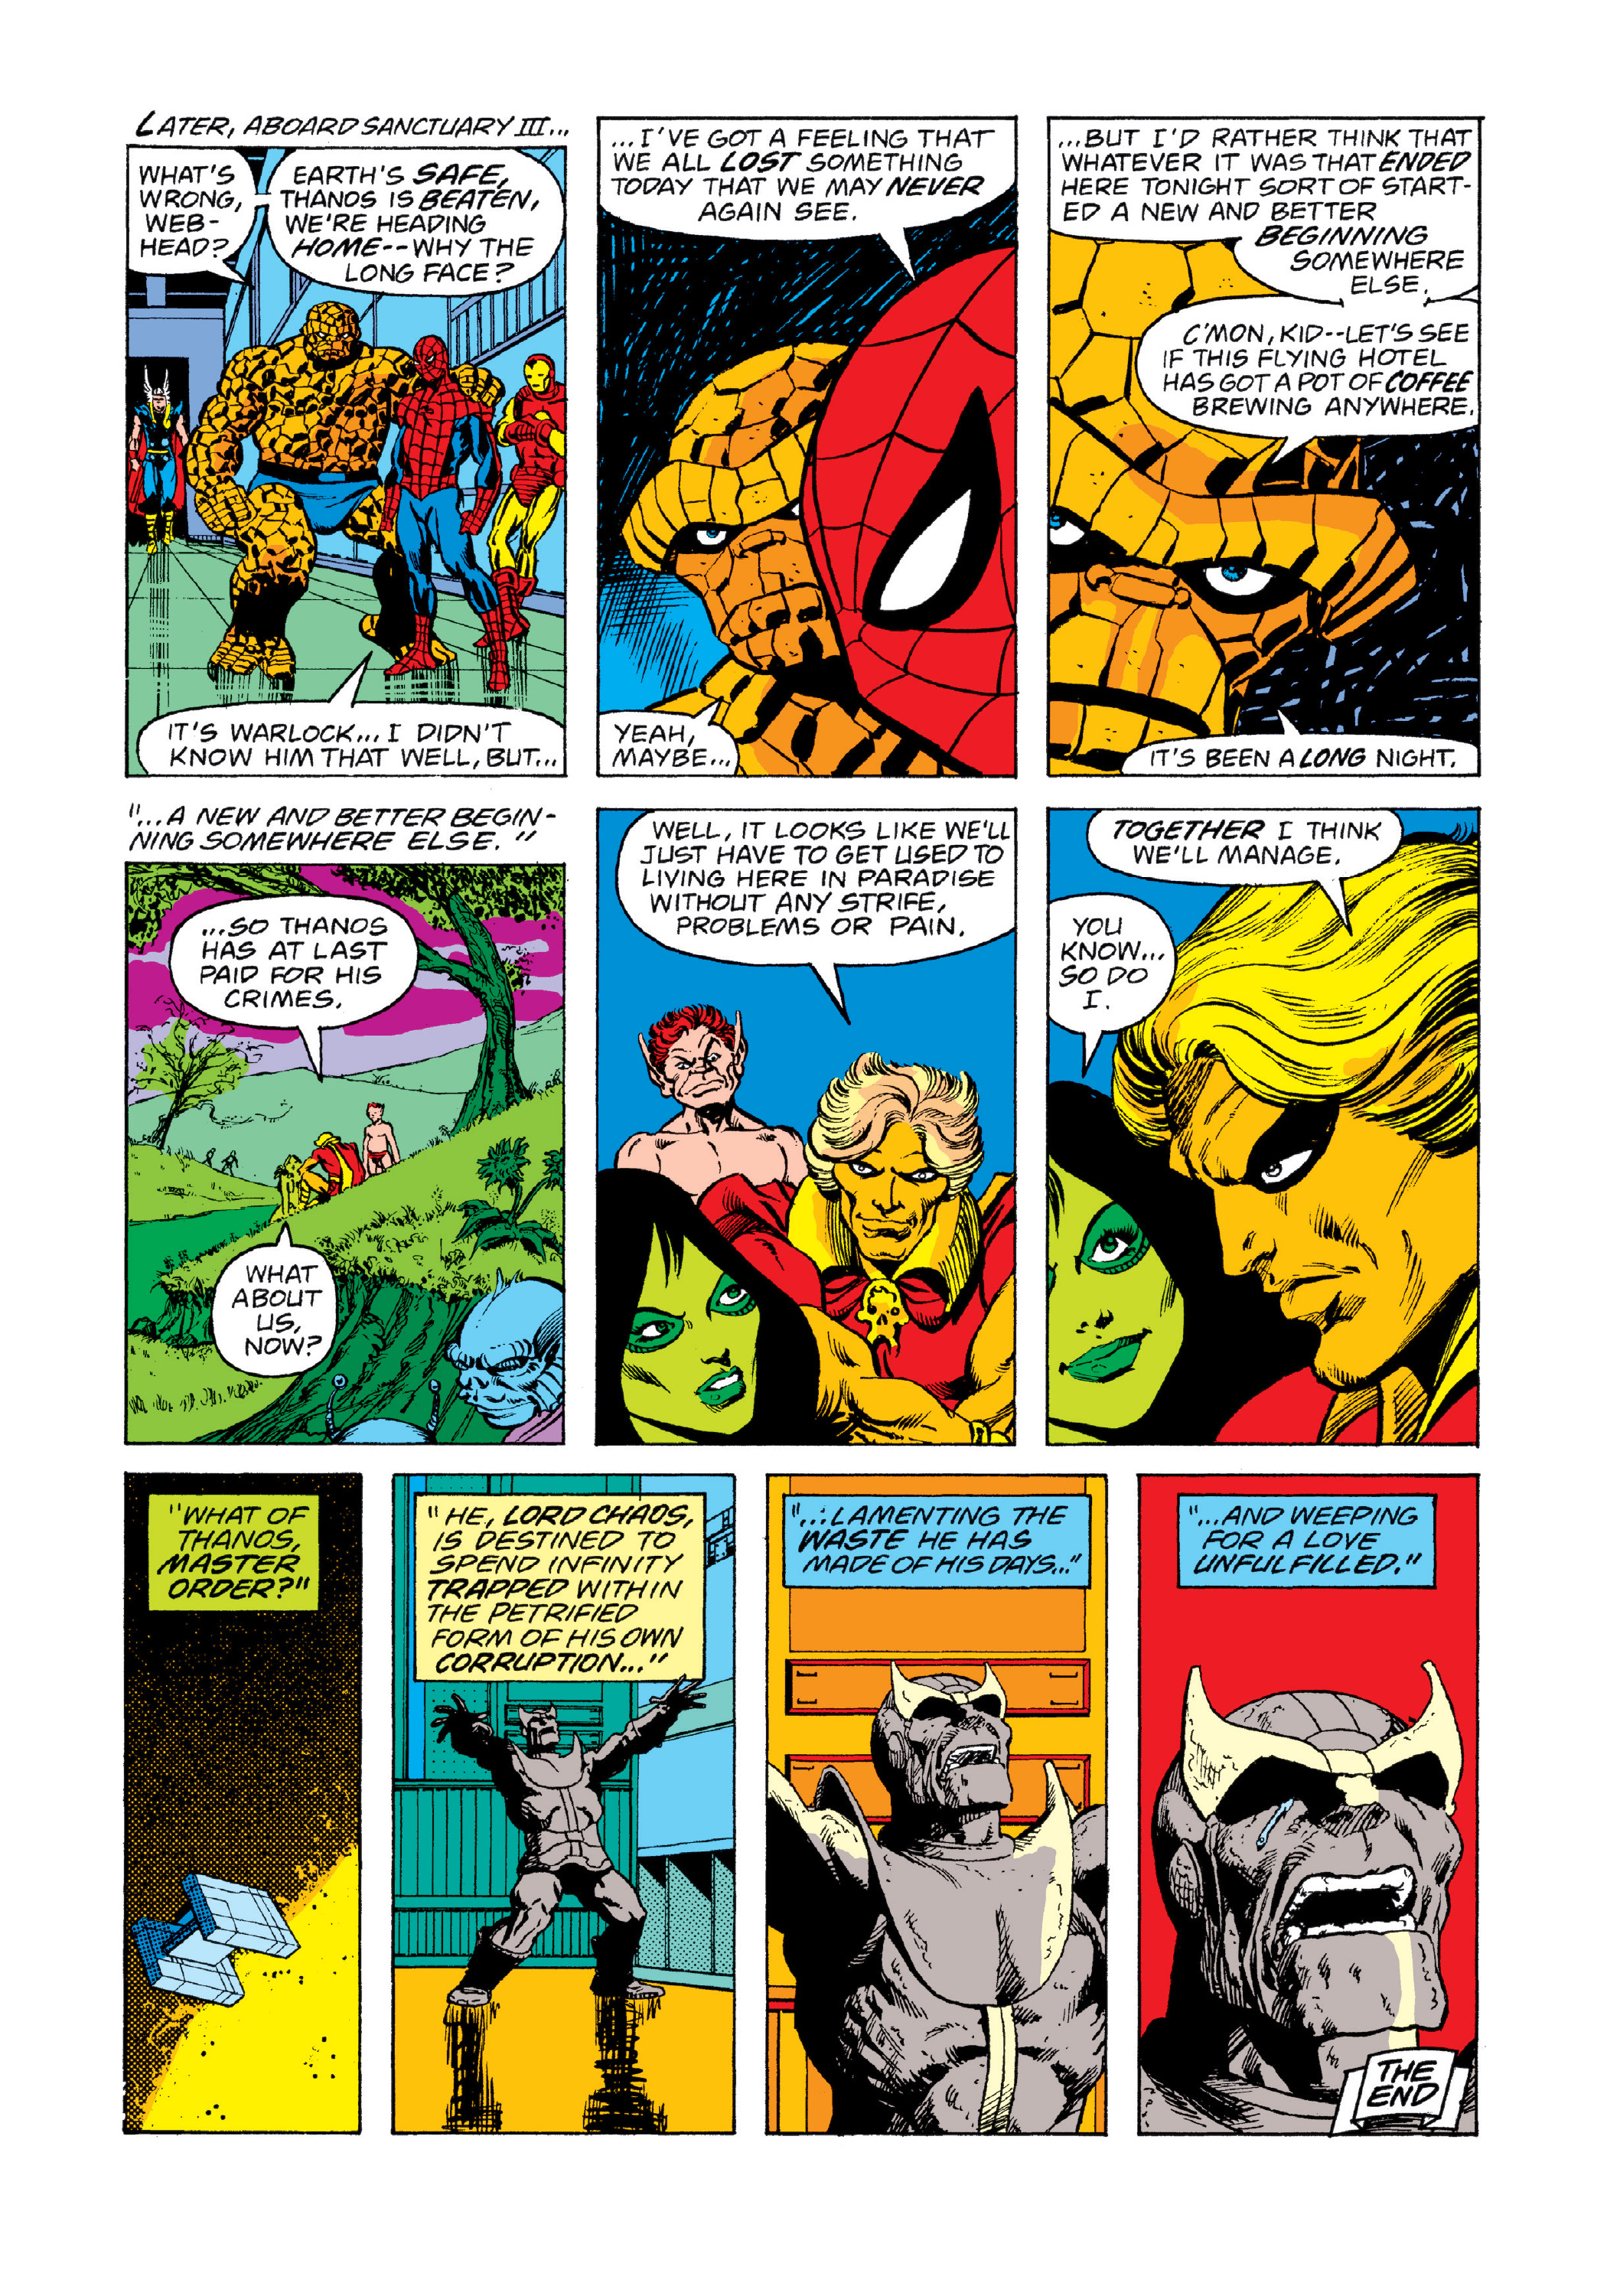 LATER, ABOARD SANCTUARY III...
WHAT'S
WRONG,
WEB-
HEAD?
EARTH'S SAFE,
THANOS IS BEATEN,
WE'RE HEADING
HOME--WHY THE
LONG FACE?
IT'S WARLOCK... I DIDN'T
KNOW HIM THAT WELL, BUT...
...I'VE GOT A FEELING THAT
WE ALL LOST SOMETHING
TODAY THAT WE MAY NEVER
AGAIN SEE.
YEAH,
MAYBE...
...BUT I'D RATHER THINK THAT
WHATEVER IT WAS THAT ENDED
HERE TONIGHT SORT OF START-
ED A NEW AND BETTER
BEGINNING
SOMEWHERE
ELSE.
C'MON, KID--LET'S SEE
IF THIS FLYING HOTEL
HAS GOT A POT OF COFFEE
BREWING ANYWHERE.
IT'S BEEN A LONG NIGHT.
"...A NEW AND BETTER BEGIN-
NING SOMEWHERE ELSE."
...SO THANOS
HAS AT LAST
PAID FOR HIS
CRIMES.
WHAT
ABOUT
US,
NOW?
WELL, IT LOOKS LIKE WE'LL
JUST HAVE TO GET USED TO
LIVING HERE IN PARADISE
WITHOUT ANY STRIFE,
PROBLEMS OR PAIN.
TOGETHER I THINK
WE'LL MANAGE.
YOU
KNOW...
SO DO
I.
"WHAT OF
THANOS,
MASTER
ORDER?"
"HE, LORD CHAOS,
IS DESTINED TO
SPEND INFINITY
TRAPPED WITHIN
THE PETRIFIED
FORM OF HIS OWN
CORRUPTION..."
"...LAMENTING THE
WASTE HE HAS
MADE OF HIS DAYS..."
"...AND WEEPING
FOR A LOVE
UNFULFILLED."
THE
END